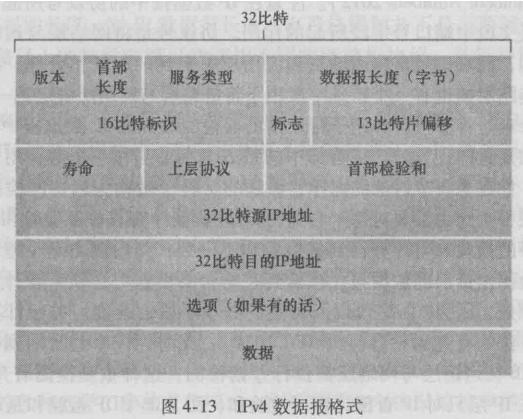 32比特
版本 首部长度 服务类型 数据报长度（字节）
16比特标识 标志 13比特片偏移
寿命 上层协议 首部检验和
32比特源IP地址
32比特目的IP地址
选项（如果有的话）
数据
图 4-13 IPv4 数据报格式